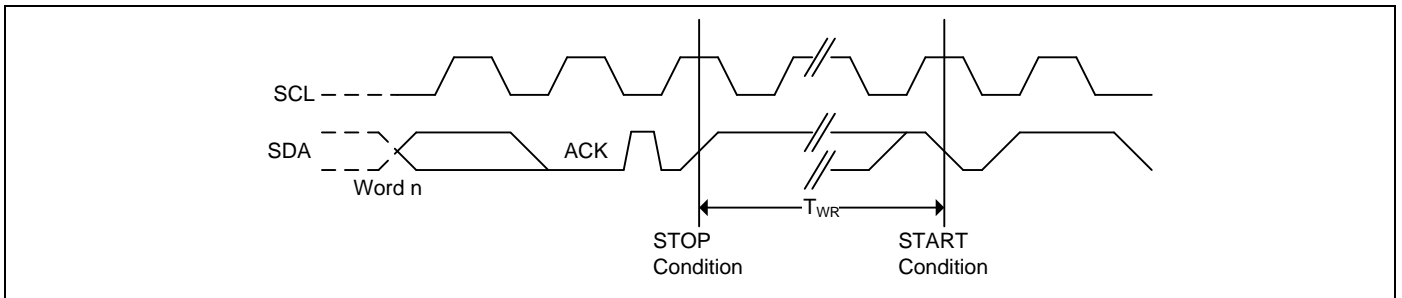 SCL
SDA
ACK
Word n
TWR
STOP
Condition
START
Condition